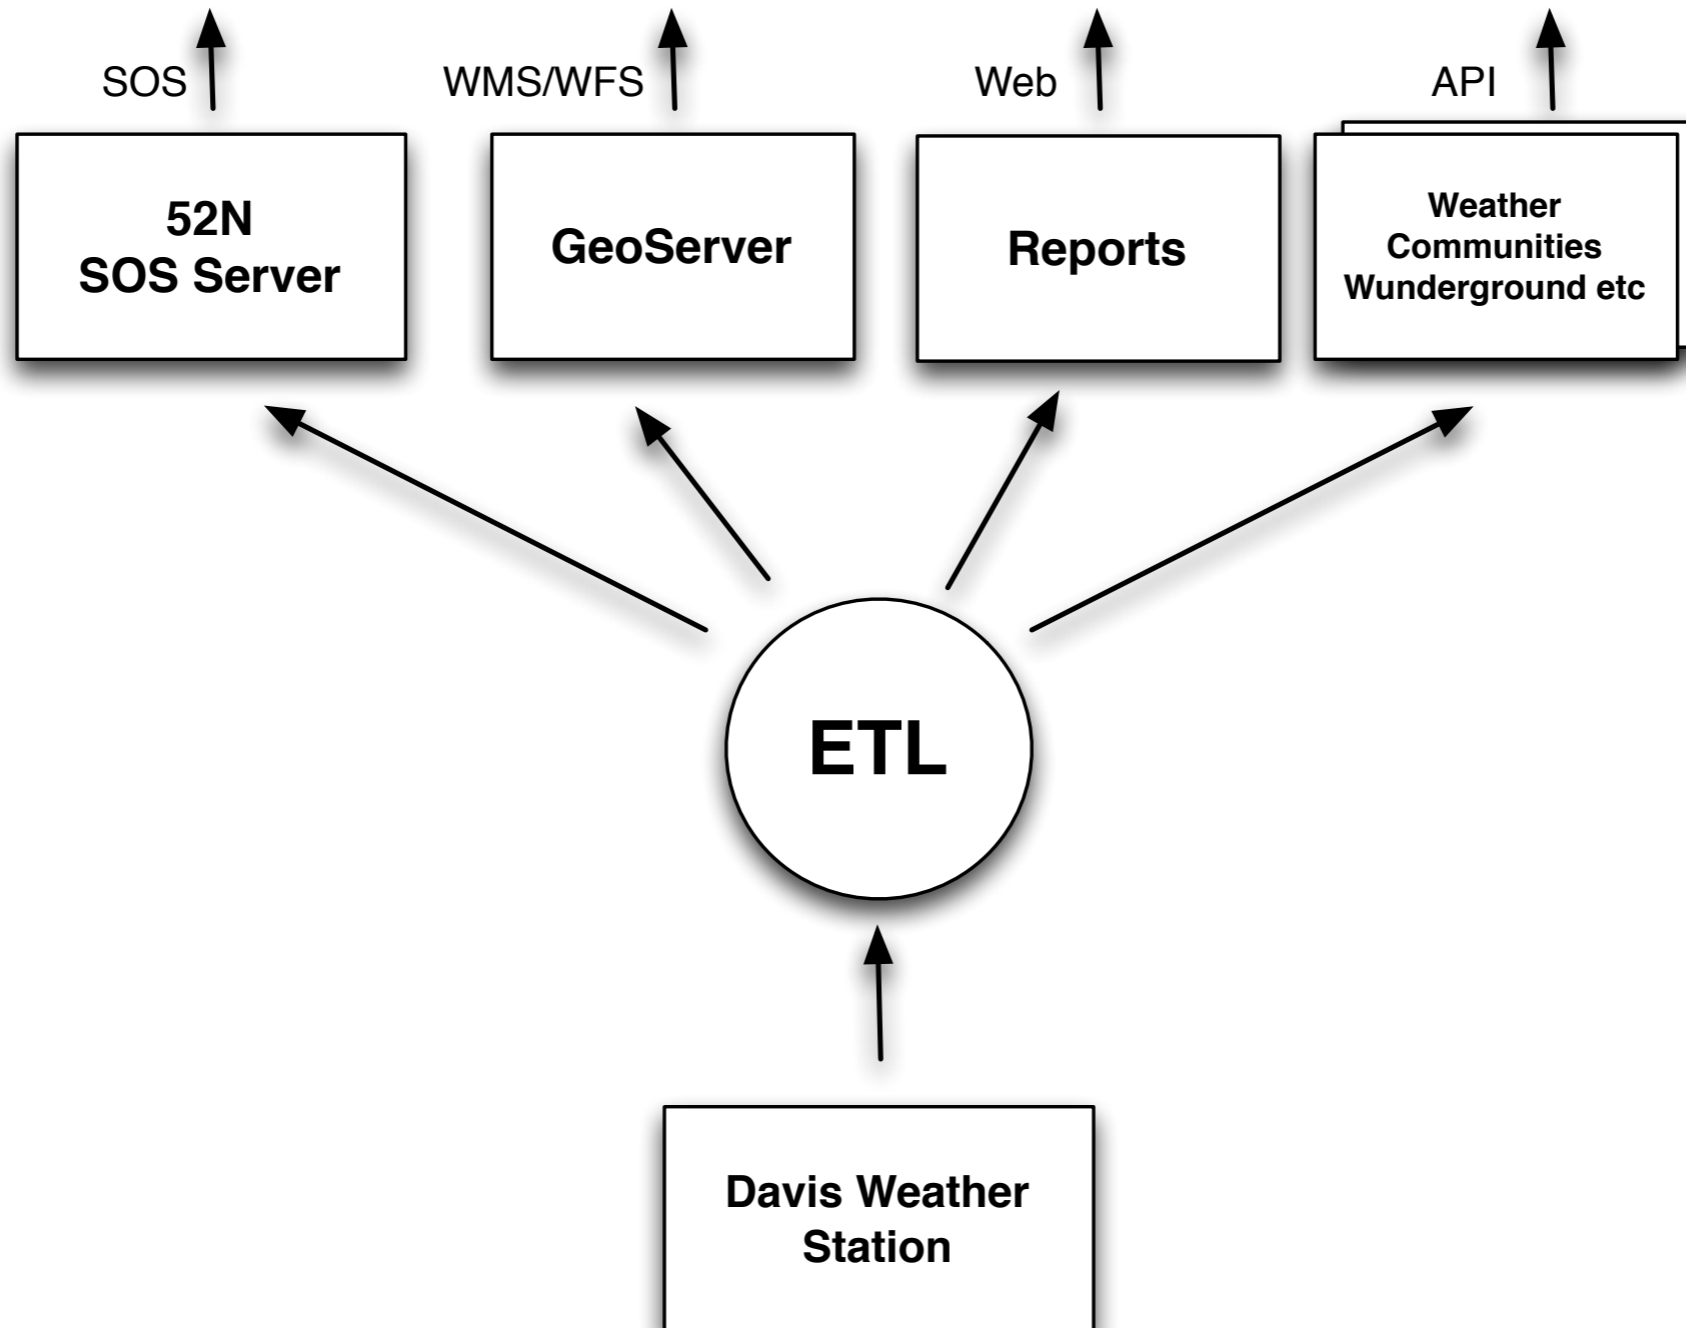 SOS
WMS/WFS
Web
API
52N
SOS Server
GeoServer
Reports
Weather
Communities
Wunderground etc
ETL
Davis Weather
Station